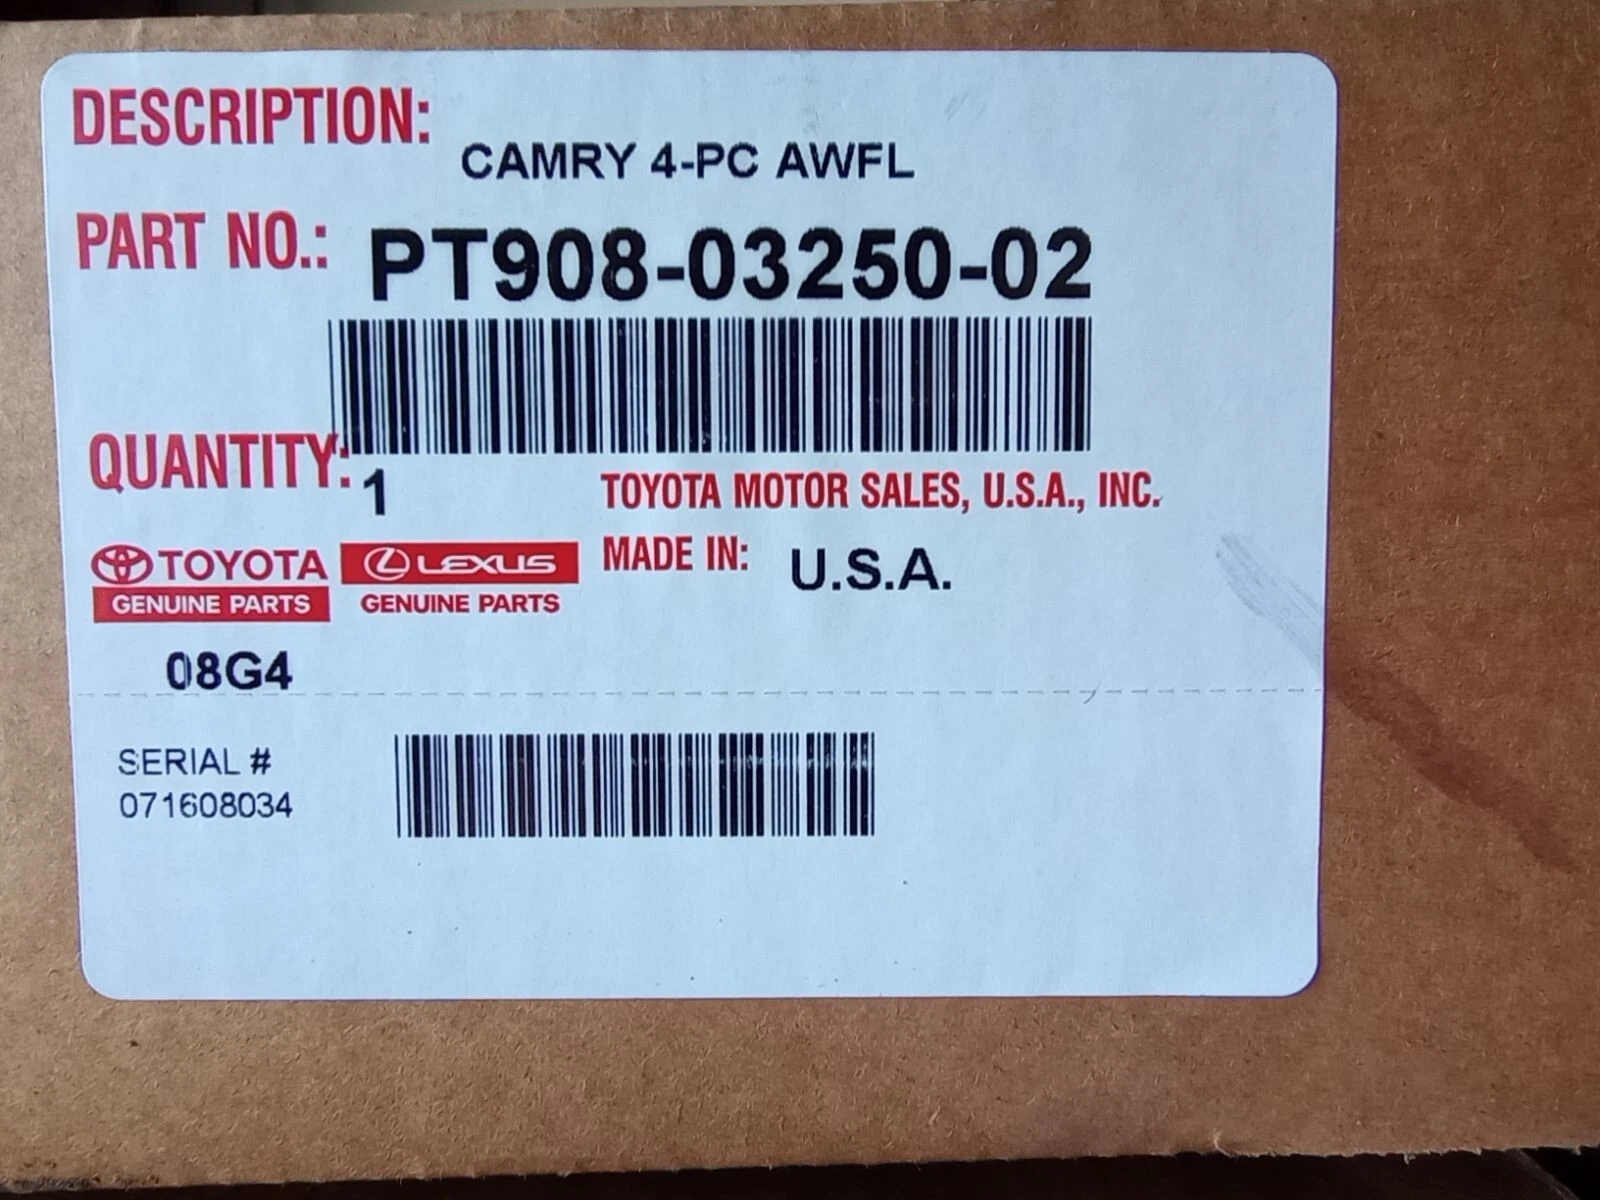 DESCRIPTION:
CAMRY 4-PC AWFL
PART NO.: PT908-03250-02
QUANTITY: 1
TOYOTA MOTOR SALES, U.S.A., INC.
MADE IN: U.S.A.
TOYOTA
GENUINE PARTS
LEXUS
GENUINE PARTS
08G4
SERIAL #
071608034